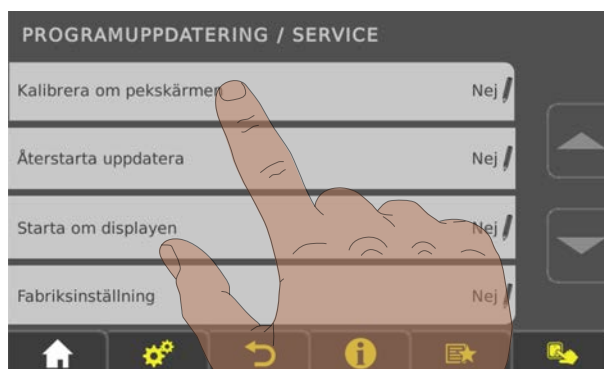 PROGRAMUPPDATERING / SERVICE
Kalibrera om pekskärmen Nej
Återstarta uppdatera Nej
Starta om displayen Nej
Fabriksinställning Nej